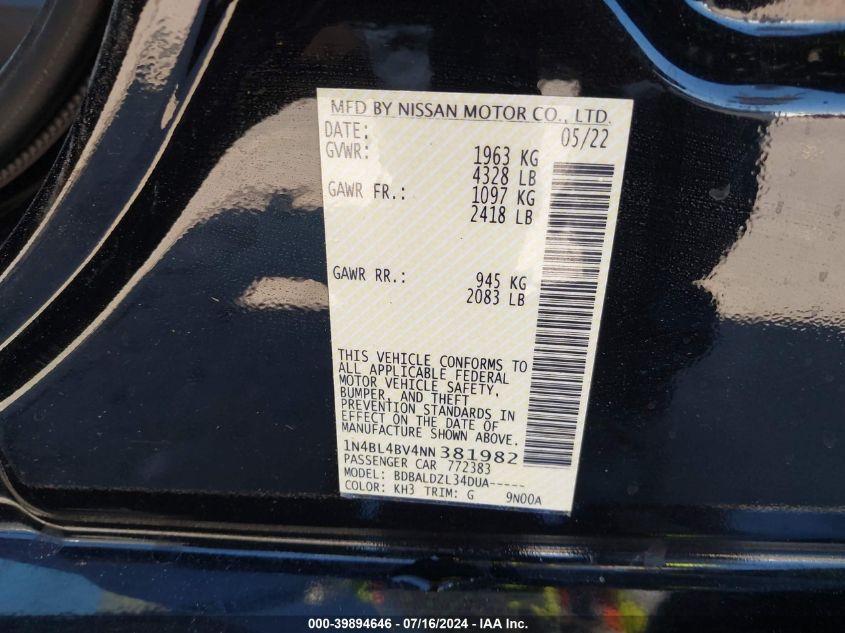 MFD BY NISSAN MOTOR CO., LTD.
DATE: 05/22
GVWR: 1963 KG
4328 LB
GAWR FR.: 1097 KG
2418 LB
GAWR RR.: 945 KG
2083 LB
THIS VEHICLE CONFORMS TO
ALL APPLICABLE FEDERAL
MOTOR VEHICLE SAFETY,
BUMPER, AND THEFT
PREVENTION STANDARDS IN
EFFECT ON THE DATE OF
MANUFACTURE SHOWN ABOVE.
1N4BL4BV4NN381982
PASSENGER CAR 772383
MODEL: BDBALDZL34DUA-----
COLOR: KH3 TRIM: G 9N00A
000-39894646 / 07/16/2024 - IAA Inc.